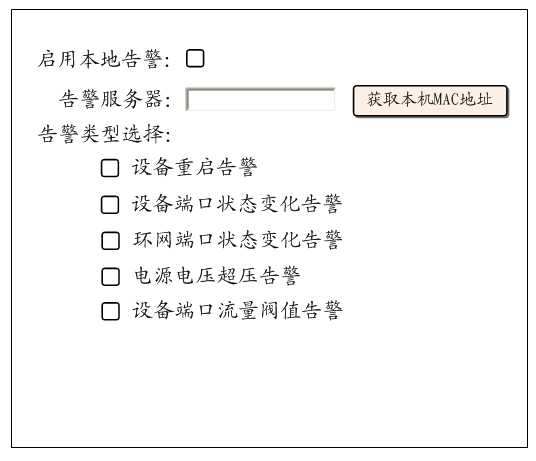 启用本地告警:
告警服务器: 获取本机MAC地址
告警类型选择:
设备重启告警
设备端口状态变化告警
环网端口状态变化告警
电源电压超压告警
设备端口流量阀值告警